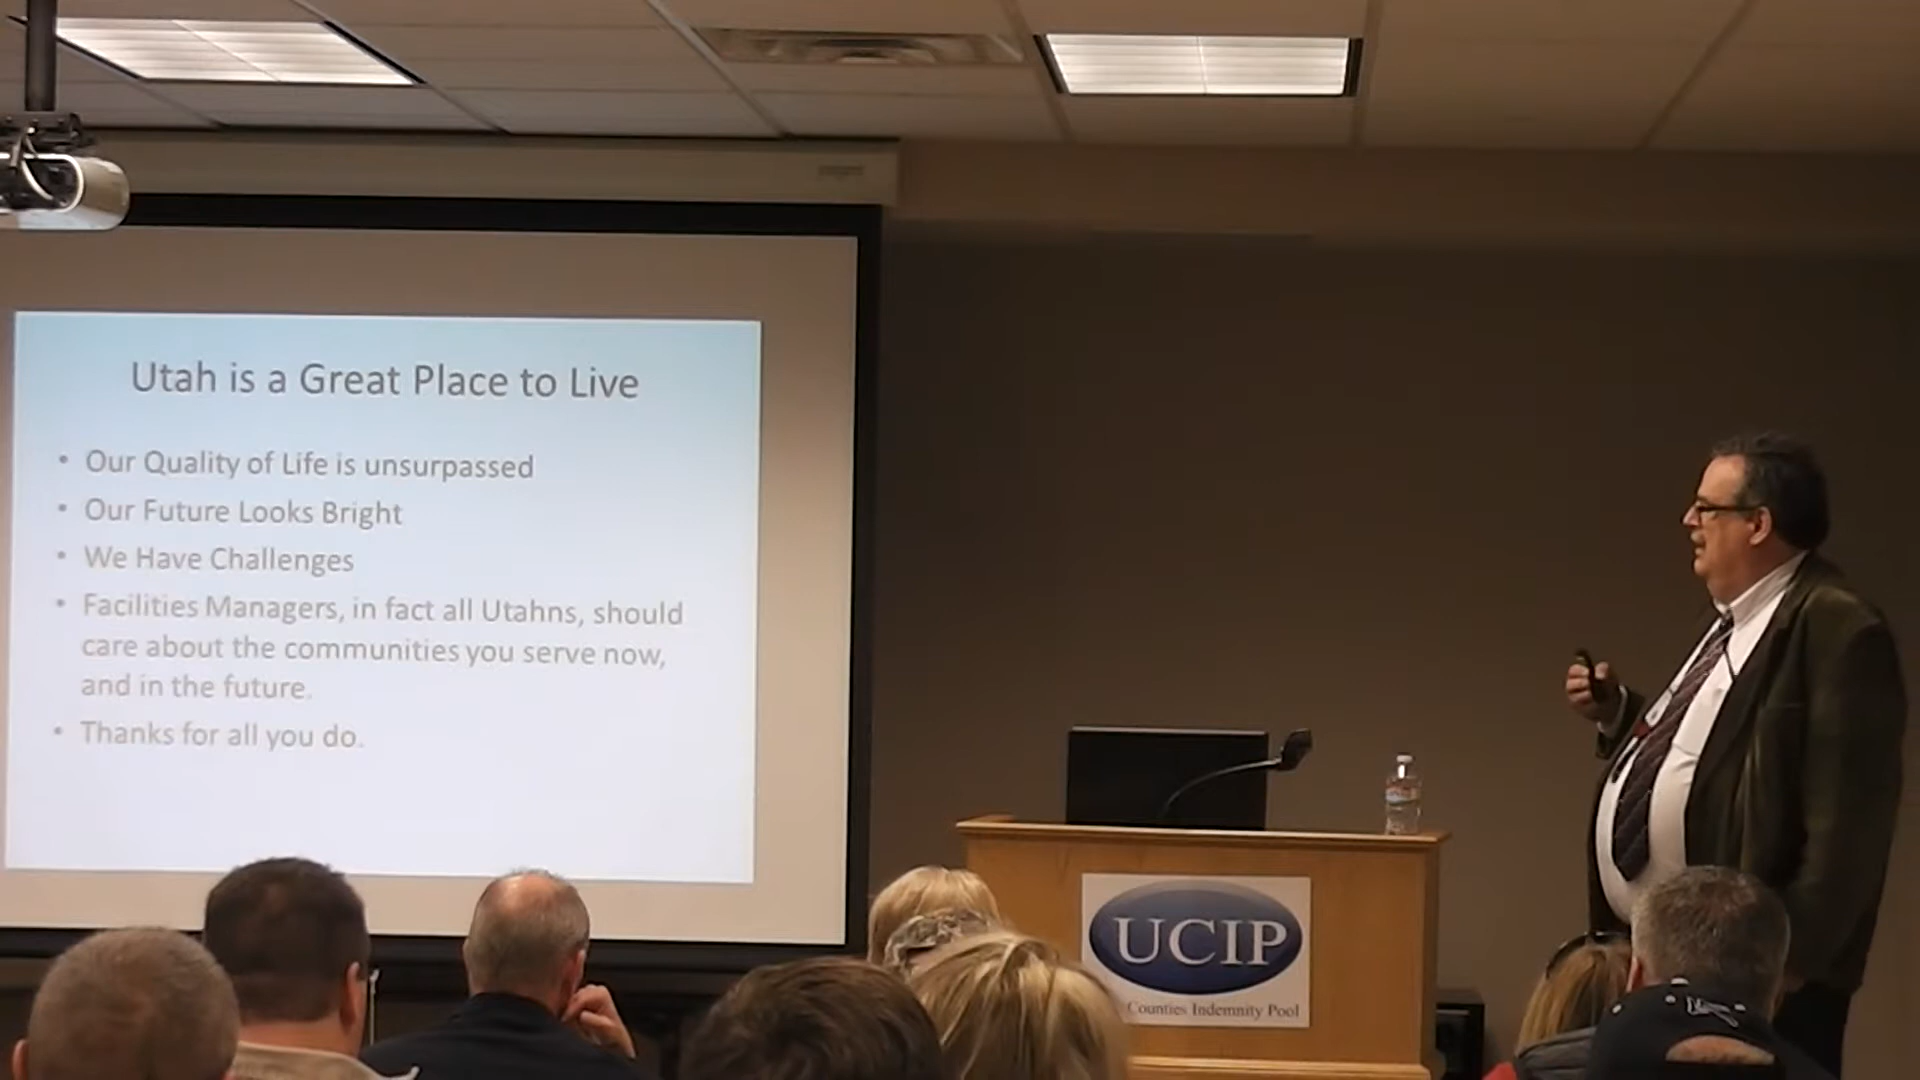 Utah is a Great Place to Live
• Our Quality of Life is unsurpassed
• Our Future Looks Bright
• We Have Challenges
• Facilities Managers, in fact all Utahns, should
care about the communities you serve now,
and in the future.
• Thanks for all you do.
UCIP
Counties Indemnity Pool